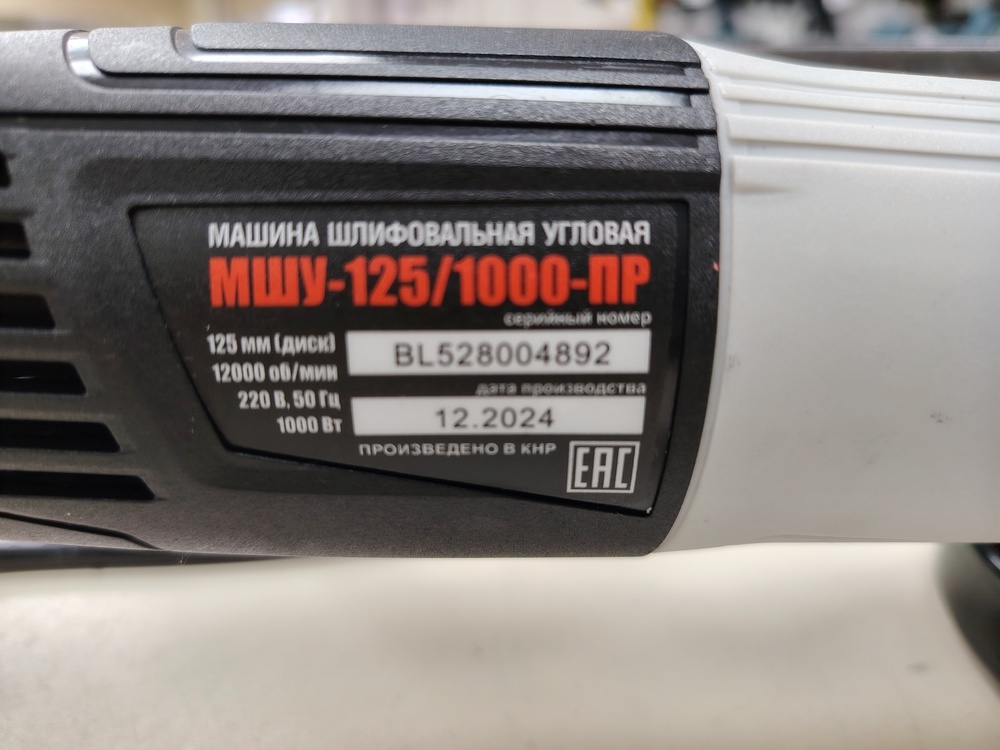 МАШИНА ШЛИФОВАЛЬНАЯ УГЛОВАЯ
МШУ-125/1000-ПР
серийный номер
125 мм (диск)
BL528004892
12000 об/мин
дата производства
220 В, 50 Гц
12.2024
1000 Вт
ПРОИЗВЕДЕНО В КНР
EAC